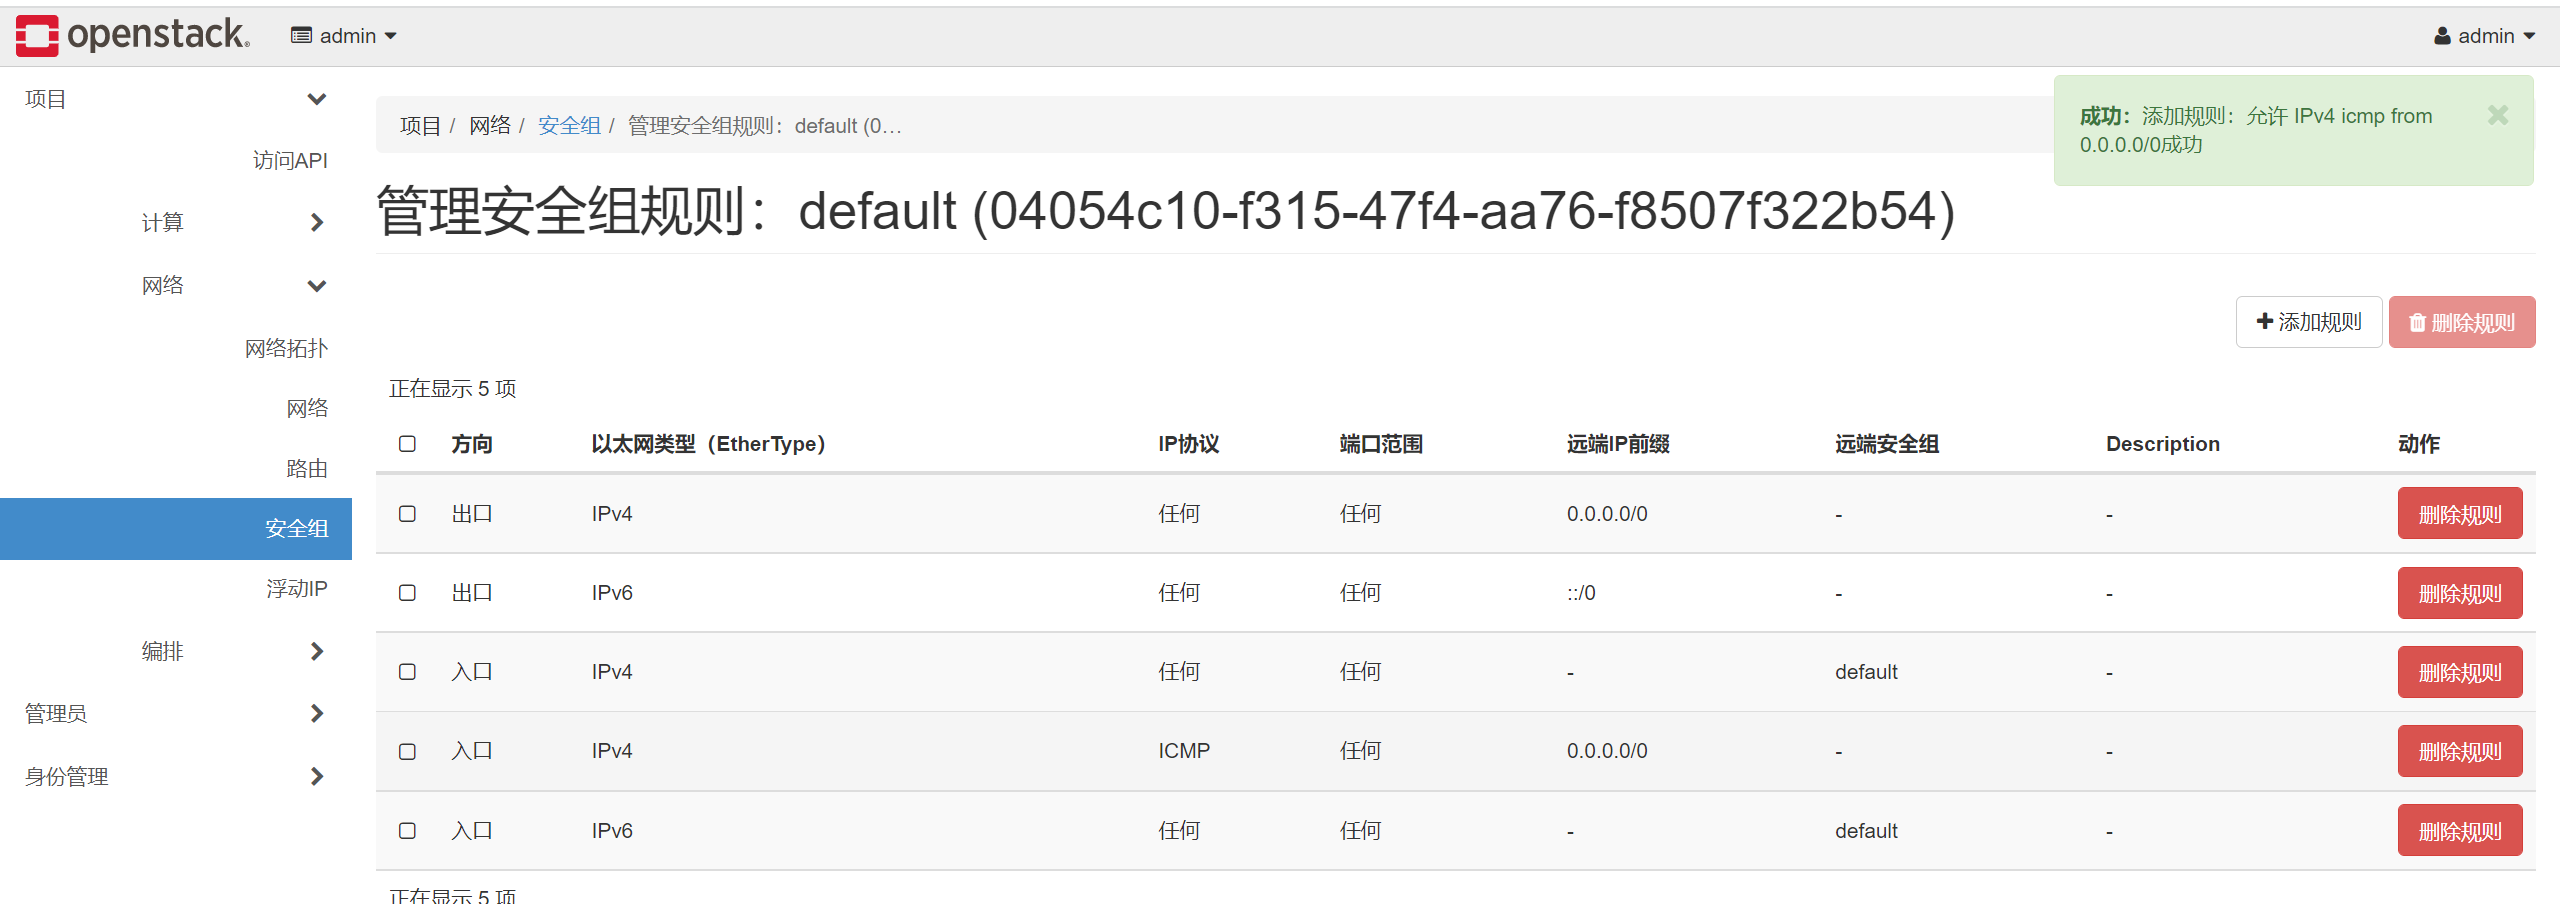 openstack. admin admin
项目
访问API
计算
网络
网络拓扑
网络
路由
安全组
浮动IP
编排
管理员
身份管理
项目 / 网络 / 安全组 / 管理安全组规则：default (0...
成功：添加规则：允许 IPv4 icmp from
0.0.0.0/0成功
管理安全组规则：default (04054c10-f315-47f4-aa76-f8507f322b54)
添加规则 删除规则
正在显示 5 项
方向 以太网类型（EtherType） IP协议 端口范围 远端IP前缀 远端安全组 Description 动作
出口 IPv4 任何 任何 0.0.0.0/0 - - 删除规则
出口 IPv6 任何 任何 ::/0 - - 删除规则
入口 IPv4 任何 任何 - default - 删除规则
入口 IPv4 ICMP 任何 0.0.0.0/0 - - 删除规则
入口 IPv6 任何 任何 - default - 删除规则
正在显示 5 项